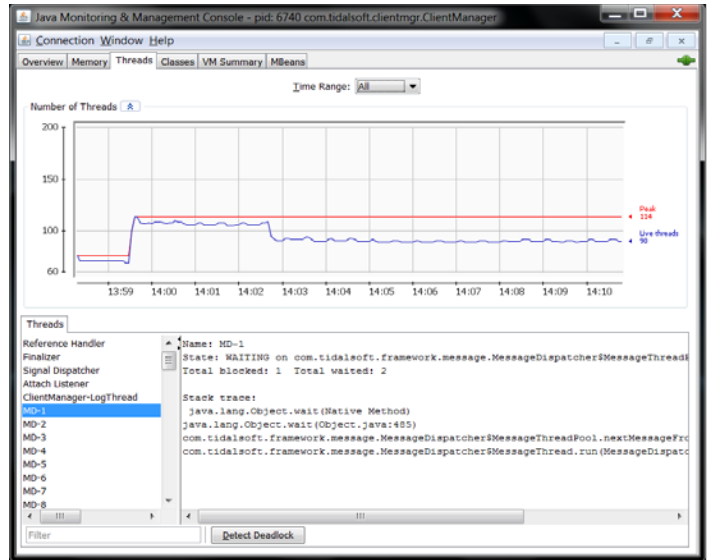 Java Monitoring & Management Console - pid: 6740 com.tidalsoft.clientmgr.ClientManager
Connection Window Help
Overview Memory Threads Classes VM Summary MBeans
Time Range: All
Number of Threads
200
150
100
60
Peak
114
Live threads
90
13:59 14:00 14:01 14:02 14:03 14:04 14:05 14:06 14:07 14:08 14:09 14:10
Threads
Reference Handler
Finalizer
Signal Dispatcher
Attach Listener
ClientManager-LogThread
MD-1
MD-2
MD-3
MD-4
MD-5
MD-6
MD-7
MD-8
Name: MD-1
State: WAITING on com.tidalsoft.framework.message.MessageDispatcher$MessageThread
Total blocked: 1 Total waited: 2
Stack trace:
java.lang.Object.wait(Native Method)
java.lang.Object.wait(Object.java:485)
com.tidalsoft.framework.message.MessageDispatcher$MessageThreadPool.nextMessageFro
com.tidalsoft.framework.message.MessageDispatcher$MessageThread.run(MessageDispatc
Filter
Detect Deadlock